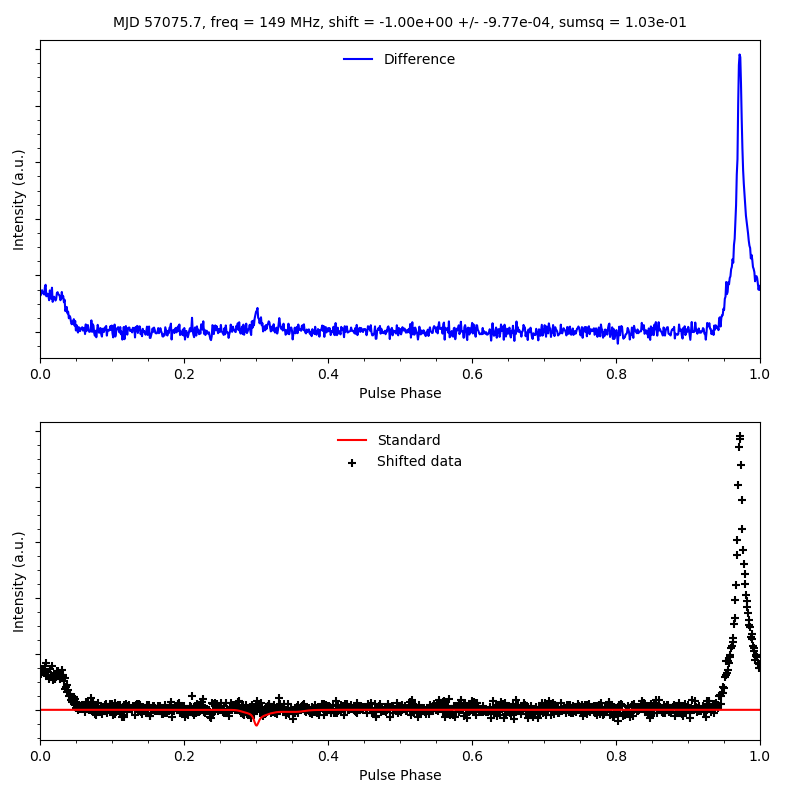 MJD 57075.7, freq = 149 MHz, shift = -1.00e+00 +/- -9.77e-04, sumsq = 1.03e-01
Difference
Intensity (a.u.)
0.0 0.2 0.4 0.6 0.8 1.0
Pulse Phase
Standard
Shifted data
Intensity (a.u.)
0.0 0.2 0.4 0.6 0.8 1.0
Pulse Phase